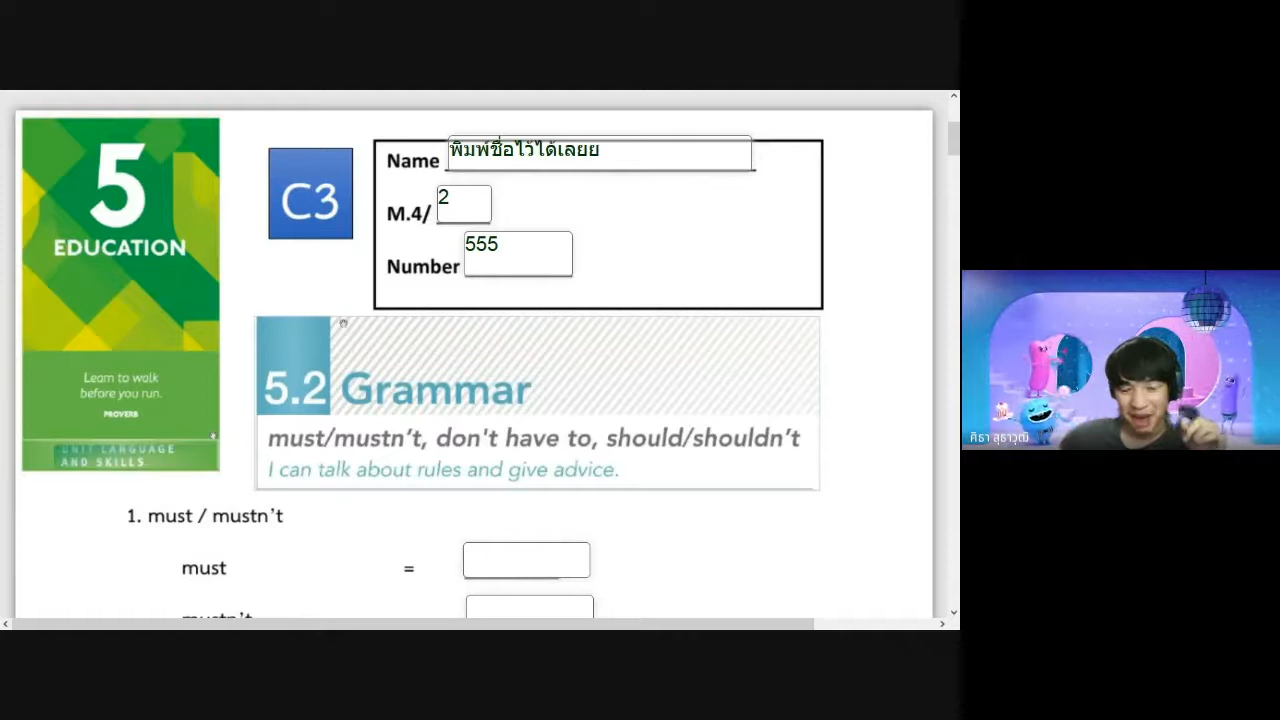 5
EDUCATION
Learn to walk
before you run.
PROVERB
UNIT LANGUAGE
AND SKILLS
C3
Name พิมพ์ชื่อไว้ได้เลยย
M.4/ 2
Number 555
5.2 Grammar
must/mustn't, don't have to, should/shouldn't
I can talk about rules and give advice.
1. must / mustn't
must =
mustn't
ศิธา สุธาวุฒิ